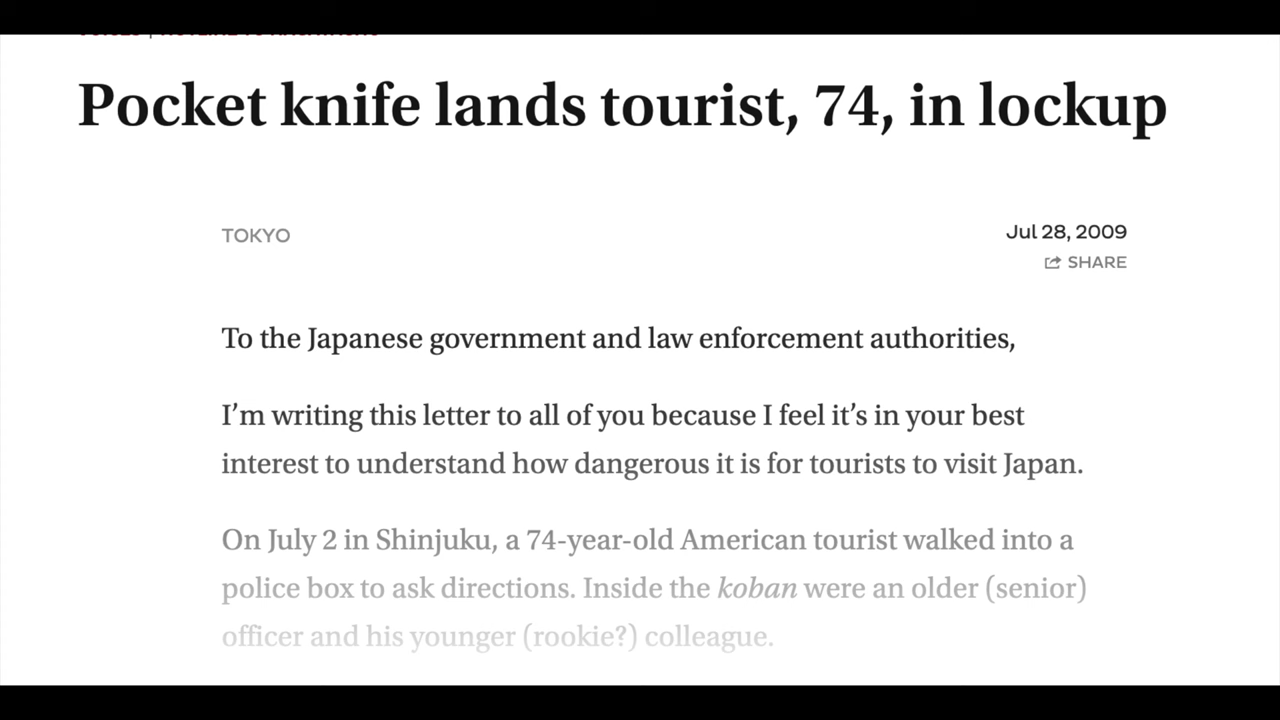 Pocket knife lands tourist, 74, in lockup
TOKYO
Jul 28, 2009
SHARE
To the Japanese government and law enforcement authorities,
I’m writing this letter to all of you because I feel it’s in your best
interest to understand how dangerous it is for tourists to visit Japan.
On July 2 in Shinjuku, a 74-year-old American tourist walked into a
police box to ask directions. Inside the koban were an older (senior)
officer and his younger (rookie?) colleague.